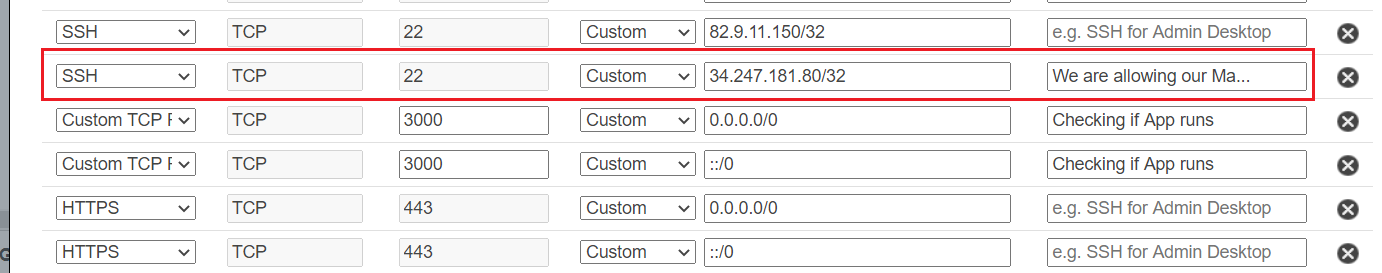 SSH TCP 22 Custom 82.9.11.150/32 e.g. SSH for Admin Desktop
SSH TCP 22 Custom 34.247.181.80/32 We are allowing our Ma...
Custom TCP F TCP 3000 Custom 0.0.0.0/0 Checking if App runs
Custom TCP F TCP 3000 Custom ::/0 Checking if App runs
HTTPS TCP 443 Custom 0.0.0.0/0 e.g. SSH for Admin Desktop
G HTTPS TCP 443 Custom ::/0 e.g. SSH for Admin Desktop